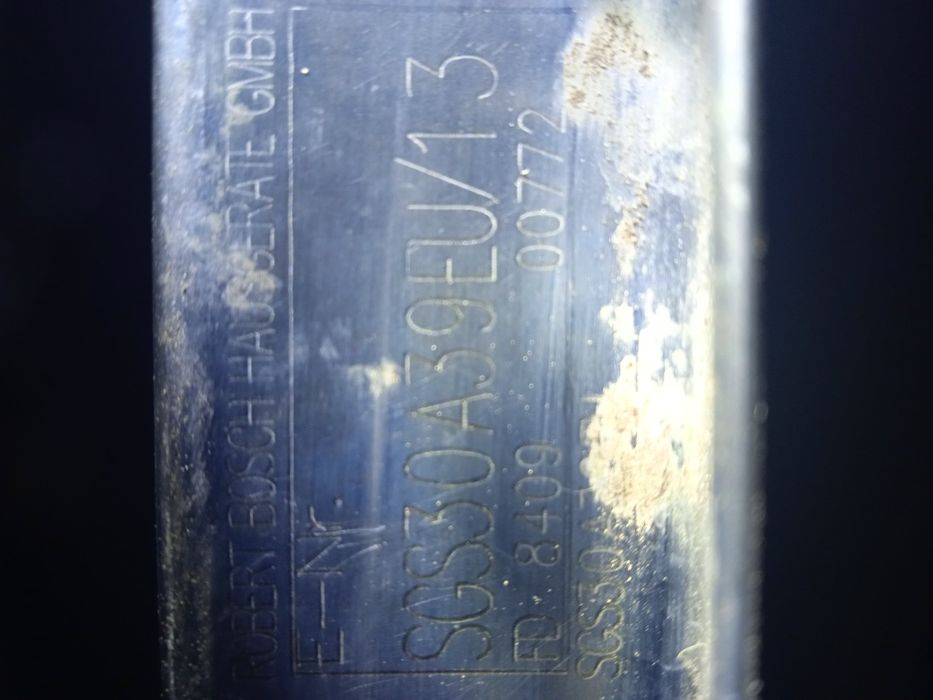 ROBERT BOSCH HAUSGERÄTE GMBH
E-Nr.
SGS30A39EU/13
FD 8409 00772